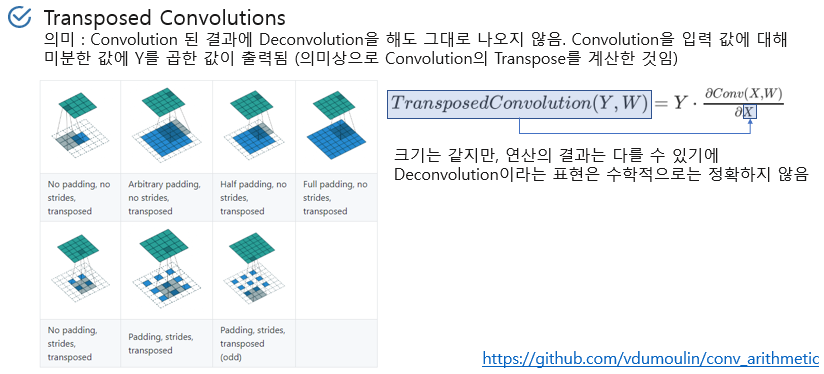 Transposed Convolutions
의미 : Convolution 된 결과에 Deconvolution을 해도 그대로 나오지 않음. Convolution을 입력 값에 대해
미분한 값에 Y를 곱한 값이 출력됨 (의미상으로 Convolution의 Transpose를 계산한 것임)
TransposedConvolution(Y, W) = Y · ∂Conv(X,W) / ∂X
크기는 같지만, 연산의 결과는 다를 수 있기에
Deconvolution이라는 표현은 수학적으로는 정확하지 않음
No padding, no
strides,
transposed
Arbitrary padding,
no strides,
transposed
Half padding, no
strides,
transposed
Full padding, no
strides,
transposed
No padding,
strides,
transposed
Padding, strides,
transposed
Padding, strides,
transposed
(odd)
https://github.com/vdumoulin/conv_arithmetic